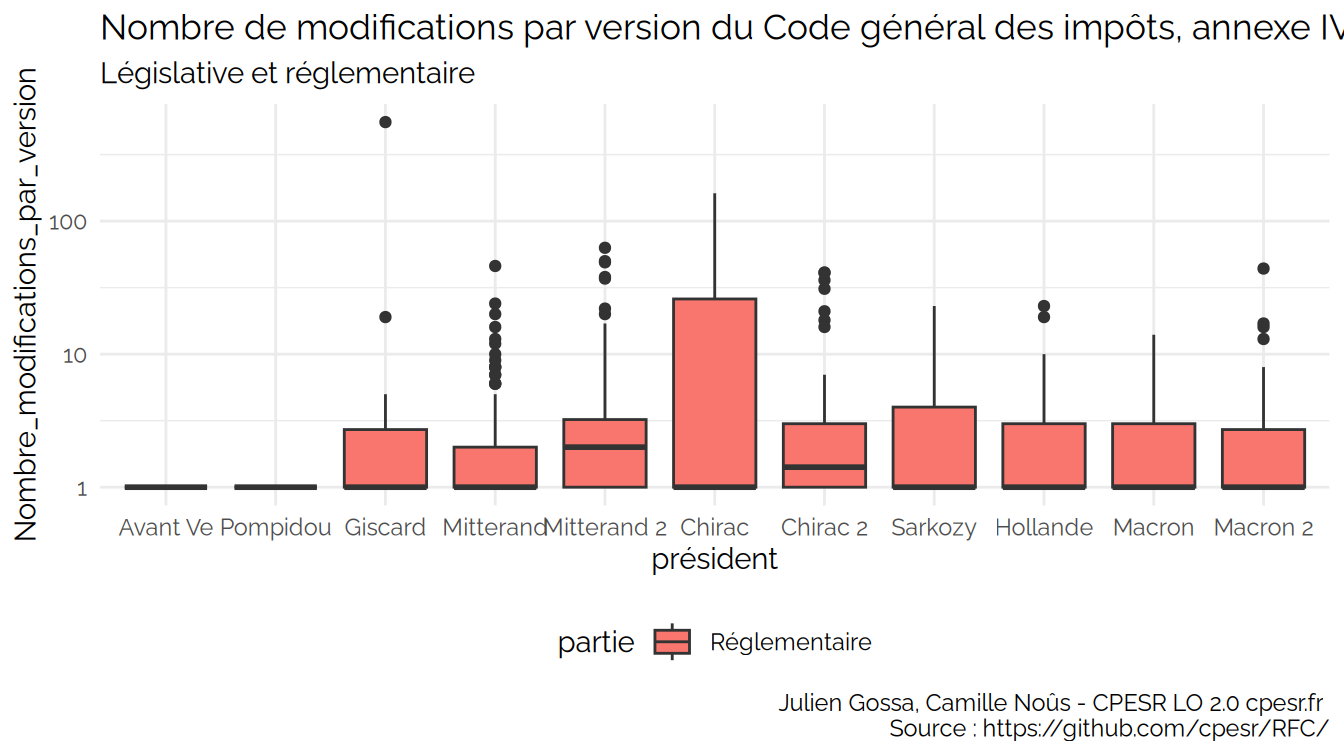 Nombre de modifications par version du Code général des impôts, annexe IV
Législative et réglementaire
Nombre_modifications_par_version
100
10
1
Avant Ve Pompidou Giscard Mitterand Mitterand 2 Chirac Chirac 2 Sarkozy Hollande Macron Macron 2
président
partie Réglementaire
Julien Gossa, Camille Noûs - CPESR LO 2.0 cpesr.fr
Source : https://github.com/cpesr/RFC/